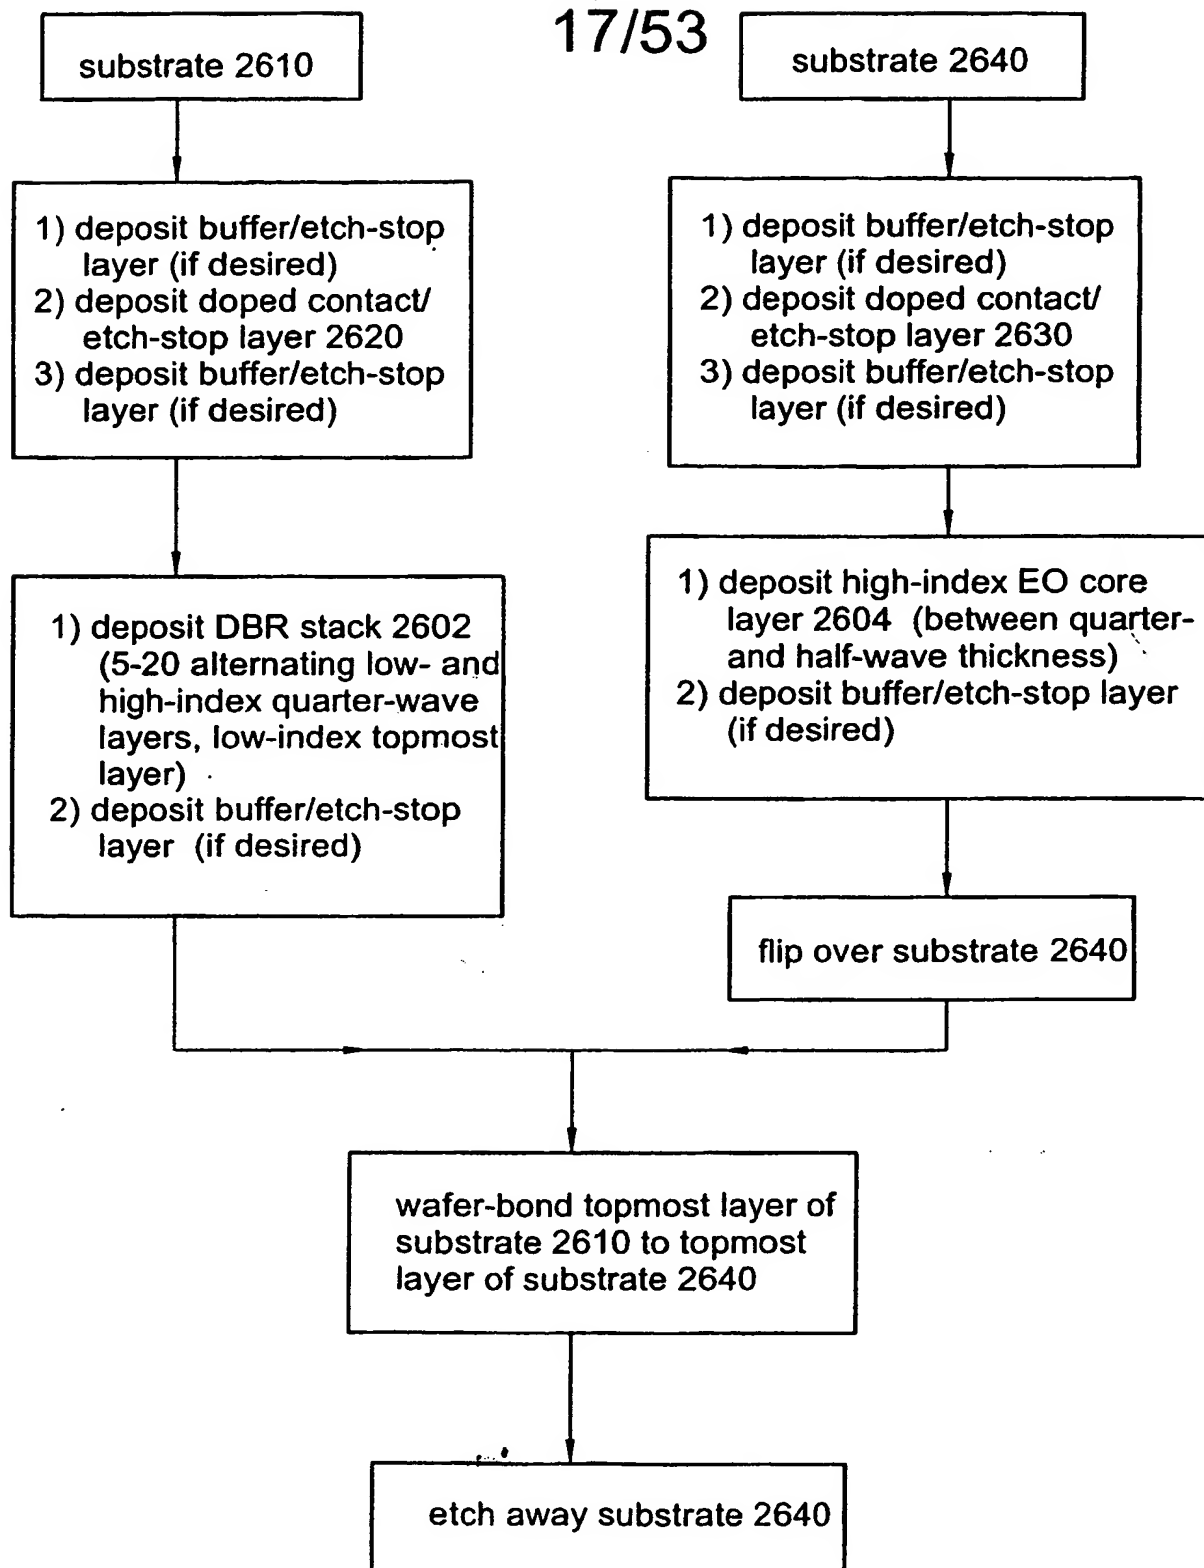 17/53
substrate 2610
substrate 2640
1) deposit buffer/etch-stop
layer (if desired)
2) deposit doped contact/
etch-stop layer 2620
3) deposit buffer/etch-stop
layer (if desired)
1) deposit buffer/etch-stop
layer (if desired)
2) deposit doped contact/
etch-stop layer 2630
3) deposit buffer/etch-stop
layer (if desired)
1) deposit DBR stack 2602
(5-20 alternating low- and
high-index quarter-wave
layers, low-index topmost
layer)
2) deposit buffer/etch-stop
layer (if desired)
1) deposit high-index EO core
layer 2604 (between quarter-
and half-wave thickness)
2) deposit buffer/etch-stop layer
(if desired)
flip over substrate 2640
wafer-bond topmost layer of
substrate 2610 to topmost
layer of substrate 2640
etch away substrate 2640